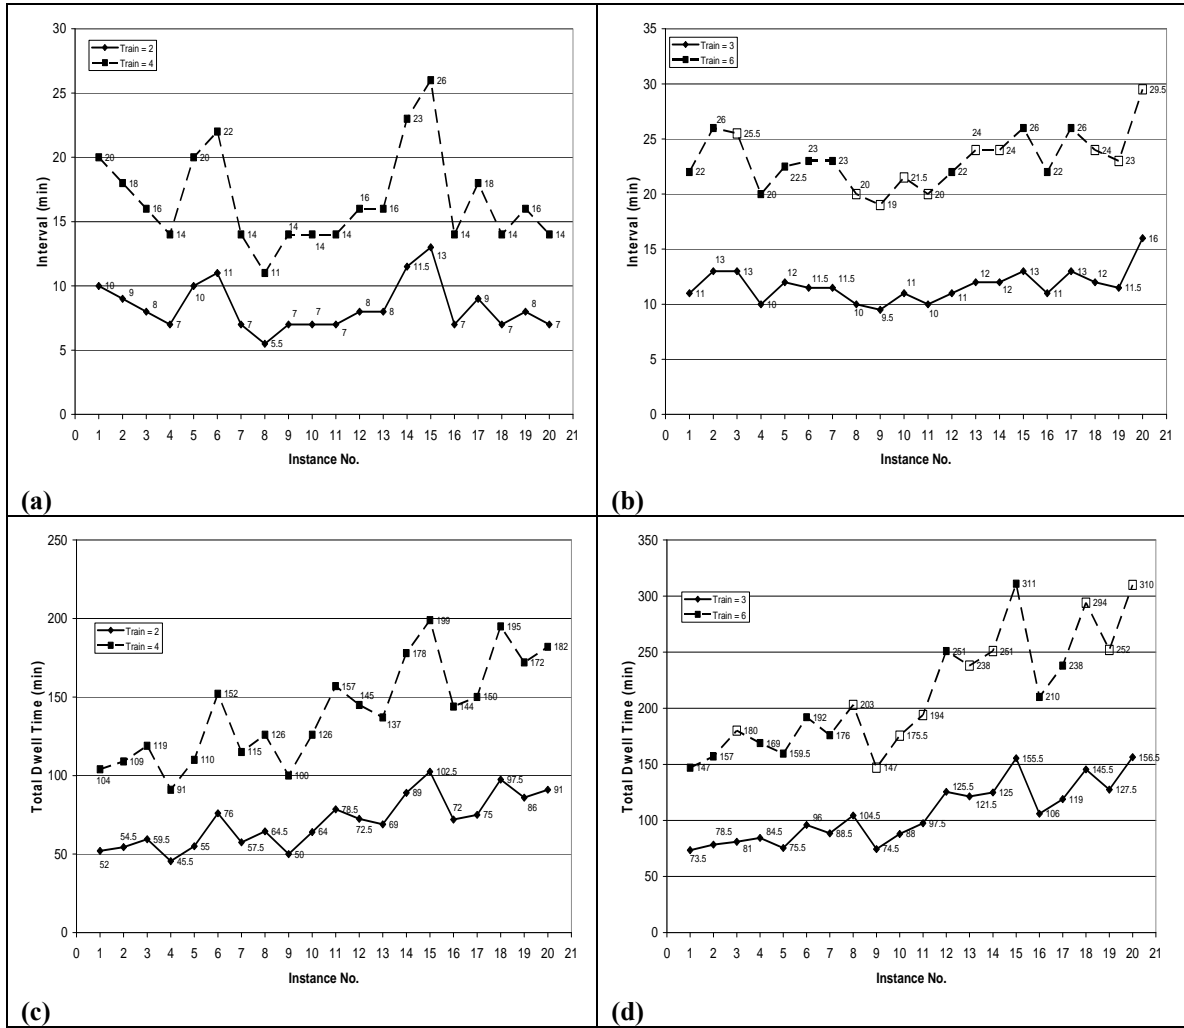 30
25
20
15
10
5
0
Interval (min)
Train = 2
Train = 4
20 18 16 14 20 22 14 11 14 14 14 16 16 23 26 14 18 14 16 14
10 9 8 7 10 11 7 5.5 7 7 7 8 8 11.5 13 7 9 7 8 7
0 1 2 3 4 5 6 7 8 9 10 11 12 13 14 15 16 17 18 19 20 21
Instance No.
(a)
35
30
25
20
15
10
5
0
Interval (min)
Train = 3
Train = 6
22 26 25.5 20 22.5 23 23 20 19 21.5 20 22 24 24 26 22 26 24 23 29.5
11 13 13 10 12 11.5 11.5 10 9.5 11 10 11 12 12 13 11 13 12 11.5 16
0 1 2 3 4 5 6 7 8 9 10 11 12 13 14 15 16 17 18 19 20 21
Instance No.
(b)
250
200
150
100
50
0
Total Dwell Time (min)
Train = 2
Train = 4
104 109 119 91 110 152 115 126 100 126 157 145 137 178 199 144 150 195 172 182
52 54.5 59.5 45.5 55 76 57.5 64.5 50 64 78.5 72.5 69 89 102.5 72 75 97.5 86 91
0 1 2 3 4 5 6 7 8 9 10 11 12 13 14 15 16 17 18 19 20 21
Instance No.
(c)
350
300
250
200
150
100
50
0
Total Dwell Time (min)
Train = 3
Train = 6
147 157 180 169 159.5 192 176 203 147 175.5 194 251 238 251 311 210 238 294 252 310
73.5 78.5 81 84.5 75.5 96 88.5 104.5 74.5 88 97.5 125.5 121.5 125 155.5 106 119 145.5 127.5 156.5
0 1 2 3 4 5 6 7 8 9 10 11 12 13 14 15 16 17 18 19 20 21
Instance No.
(d)